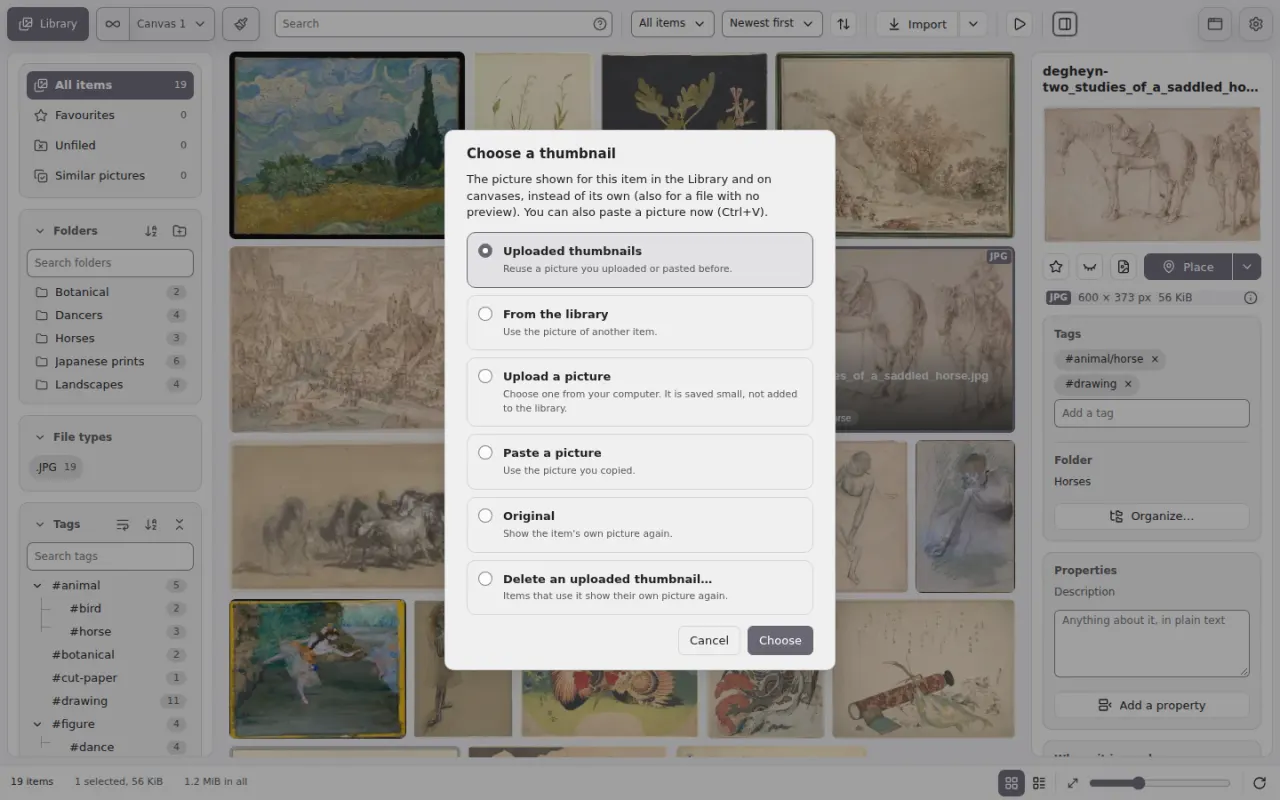 Library
Canvas 1
Search
All items
Newest first
Import
All items 19
Favourites 0
Unfiled 0
Similar pictures 0
Folders
Search folders
Botanical 2
Dancers 4
Horses 3
Japanese prints 6
Landscapes 4
File types
.JPG 19
Tags
Search tags
#animal 5
#bird 2
#horse 3
#botanical 2
#cut-paper 1
#drawing 11
#figure 4
#dance 4
JPG
es_of_a_saddled_horse.jpg
Choose a thumbnail
The picture shown for this item in the Library and on
canvases, instead of its own (also for a file with no
preview). You can also paste a picture now (Ctrl+V).
Uploaded thumbnails
Reuse a picture you uploaded or pasted before.
From the library
Use the picture of another item.
Upload a picture
Choose one from your computer. It is saved small, not added
to the library.
Paste a picture
Use the picture you copied.
Original
Show the item's own picture again.
Delete an uploaded thumbnail…
Items that use it show their own picture again.
Cancel
Choose
degheyn-
two_studies_of_a_saddled_ho…
Place
JPG 600 × 373 px 56 KiB
Tags
#animal/horse ×
#drawing ×
Add a tag
Folder
Horses
Organize…
Properties
Description
Anything about it, in plain text
Add a property
19 items
1 selected, 56 KiB
1.2 MiB in all